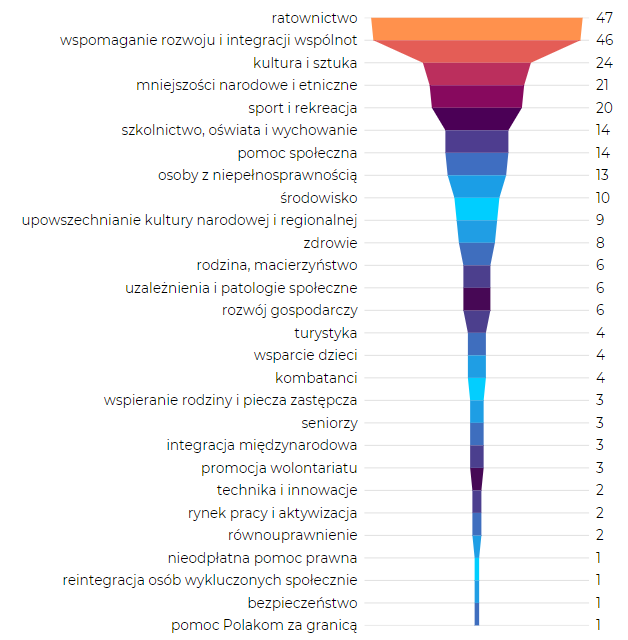 ratownictwo 47
wspomaganie rozwoju i integracji wspólnot 46
kultura i sztuka 24
mniejszości narodowe i etniczne 21
sport i rekreacja 20
szkolnictwo, oświata i wychowanie 14
pomoc społeczna 14
osoby z niepełnosprawnością 13
środowisko 10
upowszechnianie kultury narodowej i regionalnej 9
zdrowie 8
rodzina, macierzyństwo 6
uzależnienia i patologie społeczne 6
rozwój gospodarczy 6
turystyka 4
wsparcie dzieci 4
kombatanci 4
wspieranie rodziny i piecza zastępcza 3
seniorzy 3
integracja międzynarodowa 3
promocja wolontariatu 3
technika i innowacje 2
rynek pracy i aktywizacja 2
równouprawnienie 2
nieodpłatna pomoc prawna 1
reintegracja osób wykluczonych społecznie 1
bezpieczeństwo 1
pomoc Polakom za granicą 1